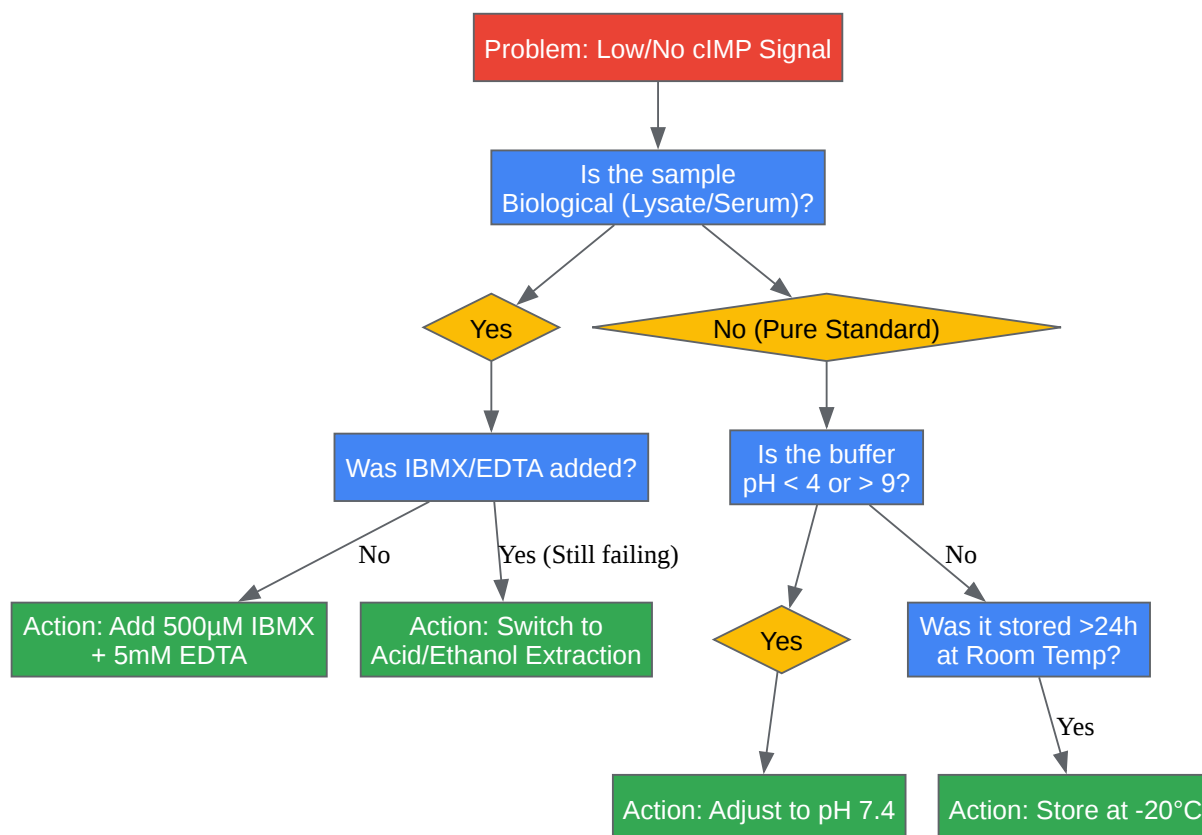 Problem: Low/No cIMP Signal
Is the sample
Biological (Lysate/Serum)?
Yes
No (Pure Standard)
Was IBMX/EDTA added?
Is the buffer
pH < 4 or > 9?
No
Yes (Still failing)
No
Action: Add 500µM IBMX
+ 5mM EDTA
Action: Switch to
Acid/Ethanol Extraction
Yes
Was it stored >24h
at Room Temp?
Yes
Action: Adjust to pH 7.4
Action: Store at -20°C